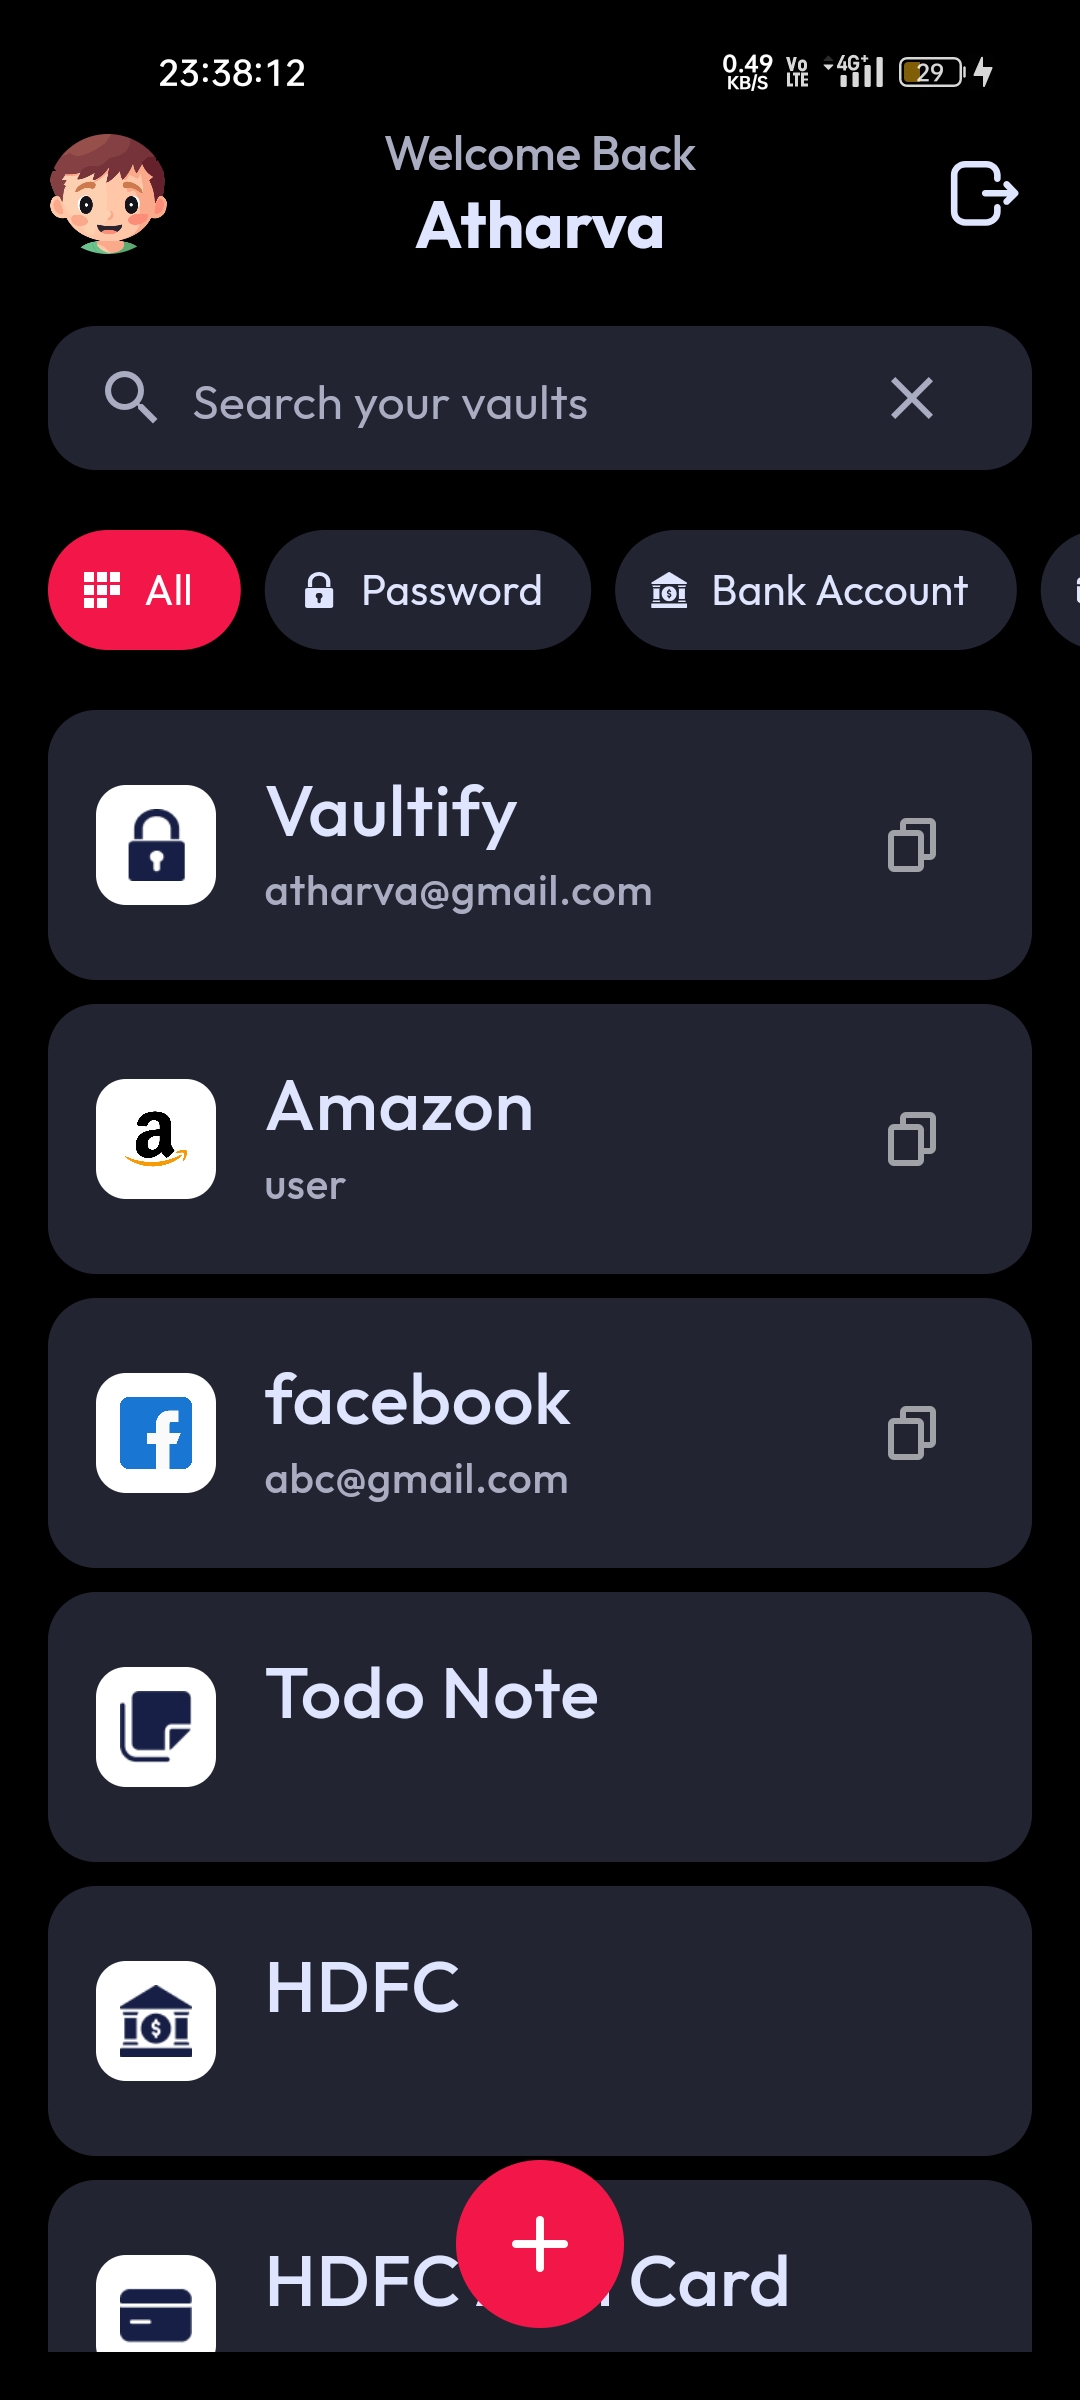 23:38:12
0.49
KB/S
Vo
LTE
4G+
29
Welcome Back
Atharva
Search your vaults
All
Password
Bank Account
Vaultify
atharva@gmail.com
Amazon
user
facebook
abc@gmail.com
Todo Note
HDFC
HDFC Card